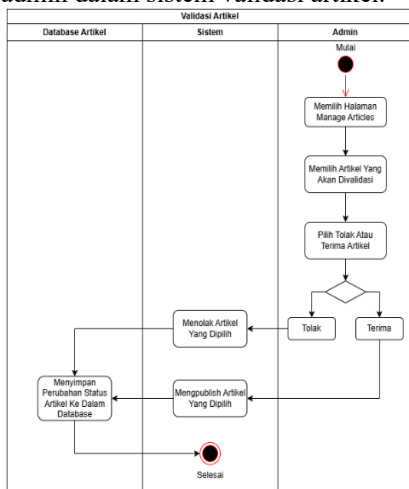 admin dalam sistem validasi artikel.
Validasi Artikel
Database Artikel
Sistem
Admin
Mulai
Memilih Halaman
Manage Articles
Memilih Artikel Yang
Akan Divalidasi
Pilih Tolak Atau
Terima Artikel
Tolak
Terima
Menolak Artikel
Yang Dipilih
Mengpublish Artikel
Yang Dipilih
Menyimpan
Perubahan Status
Artikel Ke Dalam
Database
Selesai